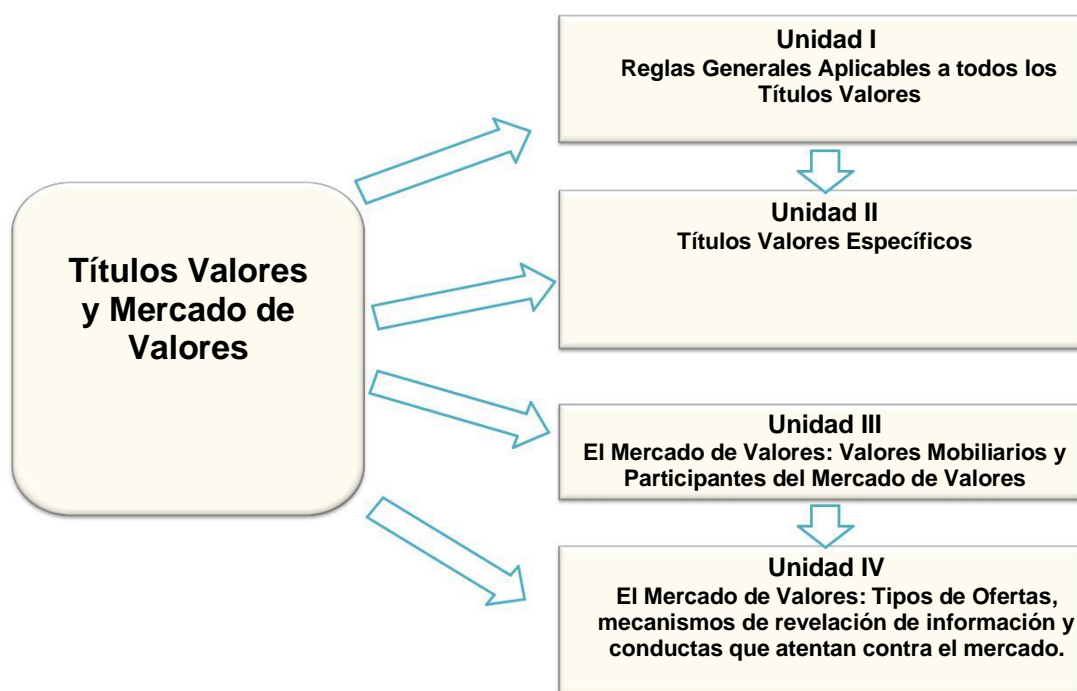 Títulos Valores
y Mercado de
Valores
Unidad I
Reglas Generales Aplicables a todos los
Títulos Valores
Unidad II
Títulos Valores Específicos
Unidad III
El Mercado de Valores: Valores Mobiliarios y
Participantes del Mercado de Valores
Unidad IV
El Mercado de Valores: Tipos de Ofertas,
mecanismos de revelación de información y
conductas que atentan contra el mercado.